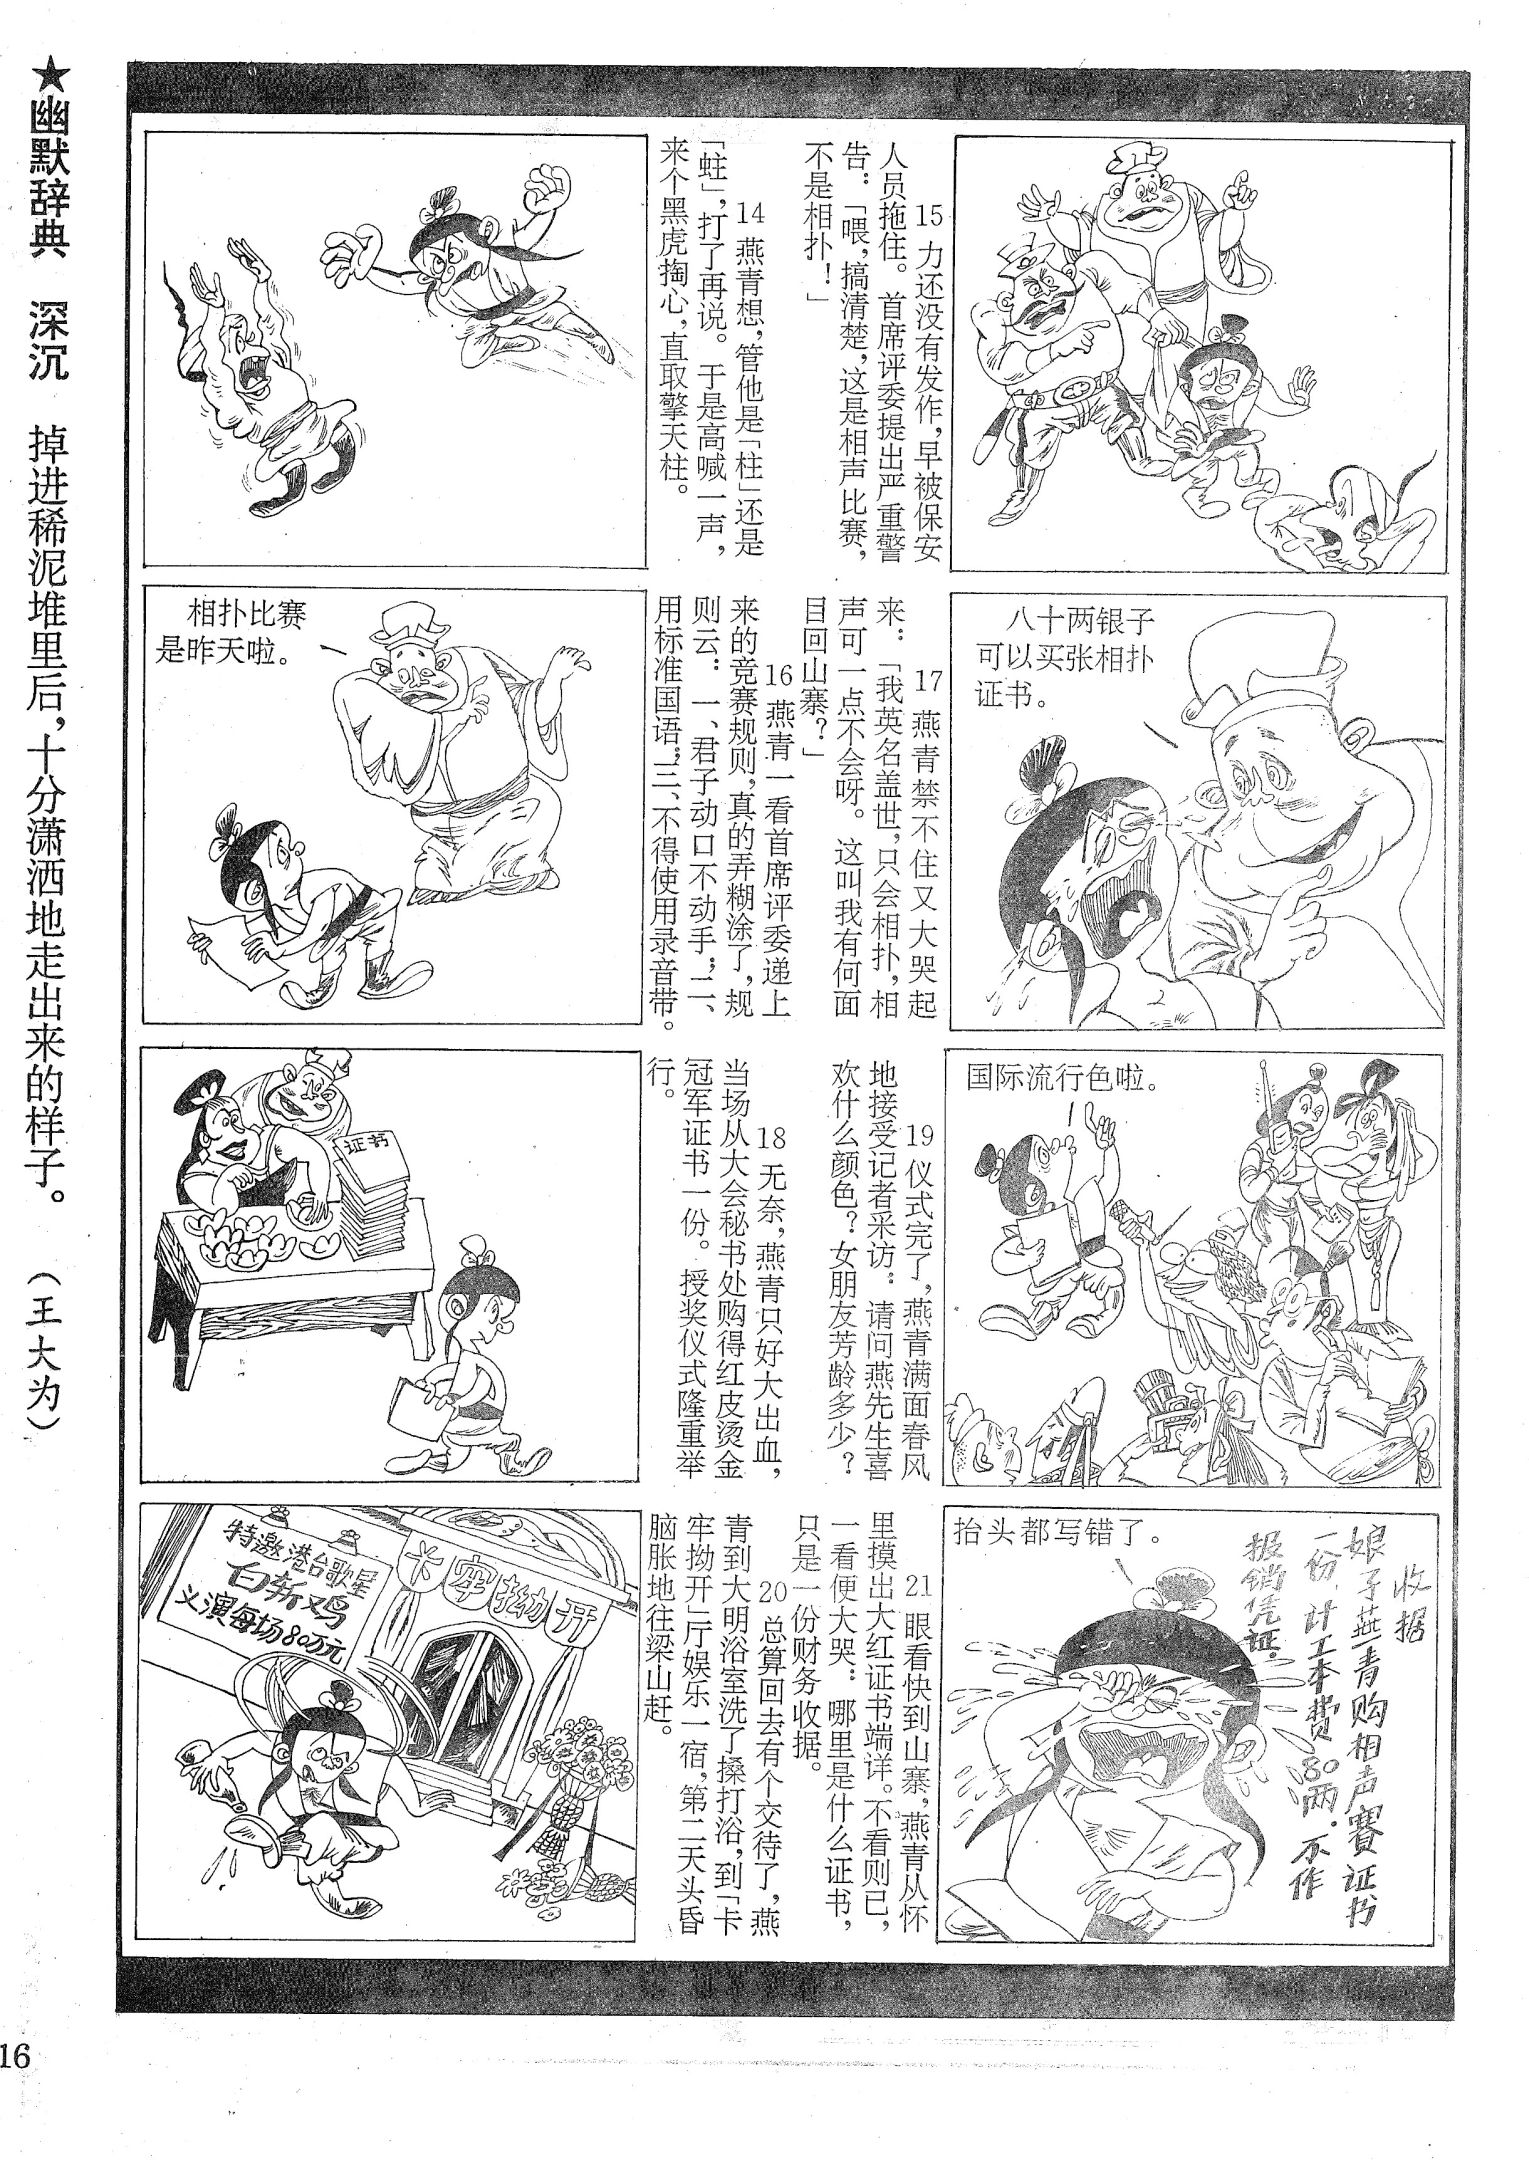 ★幽默辞典 深沉 掉进稀泥堆里后，十分潇洒地走出来的样子。 （王大为）
14 燕青想，管他是「柱」还是
「蛀」，打了再说。于是高喊一声，
来个黑虎掏心，直取擎天柱。
15 力还没有发作，早被保安
人员拖住。首席评委提出严重警
告：「喂，搞清楚，这是相声比赛，
不是相扑！」
相扑比赛
是昨天啦。
16 燕青一看首席评委递上
来的竞赛规则，真的弄糊涂了，规
则云：一、君子动口不动手；二、
用标准国语；三、不得使用录音带。
17 燕青禁不住又大哭起
来：「我英名盖世，只会相扑，相
声可一点不会呀。这叫我有何面
目回山寨？」
八十两银子
可以买张相扑
证书。
证书
18 无奈，燕青只好大出血，
当场从大会秘书处购得红皮烫金
冠军证书一份。授奖仪式隆重举
行。
19 仪式完了，燕青满面春风
地接受记者采访：请问燕先生喜
欢什么颜色？女朋友芳龄多少？
国际流行色啦。
特邀港台歌星
白斩鸡
义演每场80万元
卡牢拗开
20 总算回去有个交待了，燕
青到大明浴室洗了搡打浴，到「卡
牢拗开」厅娱乐一宿，第二天头昏
脑胀地往梁山赶。
21 眼看快到山寨，燕青从怀
里摸出大红证书端详。不看则已，
一看便大哭：哪里是什么证书，
只是一份财务收据。
抬头都写错了。
收据
娘子燕青购相声赛证书
一份，计工本费80两，不作
报销凭证。
16